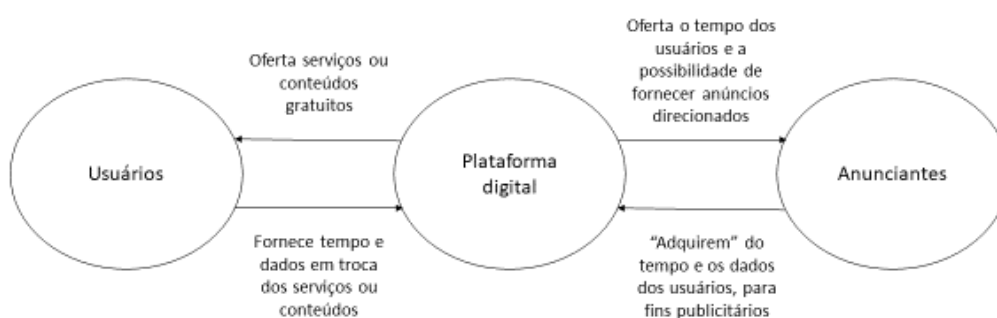 Oferta serviços ou
conteúdos
gratuitos
Oferta o tempo dos
usuários e a
possibilidade de
fornecer anúncios
direcionados
Usuários
Plataforma
digital
Anunciantes
Fornece tempo e
dados em troca
dos serviços ou
conteúdos
“Adquirem” do
tempo e os dados
dos usuários, para
fins publicitários